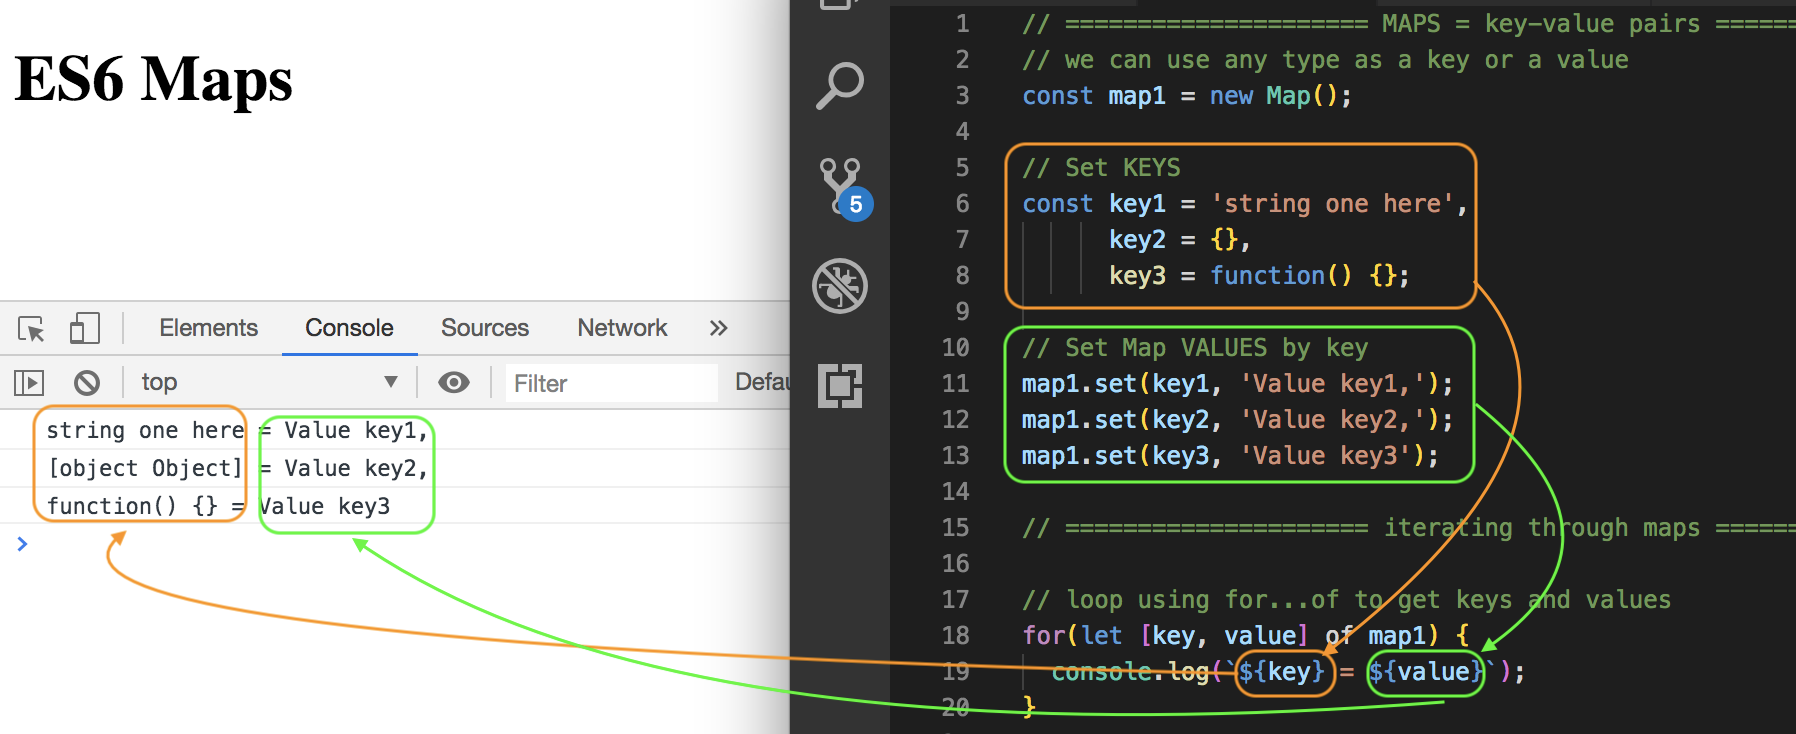 ES6 Maps
Elements Console Sources Network »
top ▼ Filter Defau
string one here = Value key1,
[object Object] = Value key2,
function() {} = Value key3
>
5
1 // ===================== MAPS = key-value pairs ======
2 // we can use any type as a key or a value
3 const map1 = new Map();
4
5 // Set KEYS
6 const key1 = 'string one here',
7 key2 = {},
8 key3 = function() {};
9
10 // Set Map VALUES by key
11 map1.set(key1, 'Value key1,');
12 map1.set(key2, 'Value key2,');
13 map1.set(key3, 'Value key3');
14
15 // ===================== iterating through maps ======
16
17 // loop using for...of to get keys and values
18 for(let [key, value] of map1) {
19 console.log(`${key} = ${value}`);
20 }